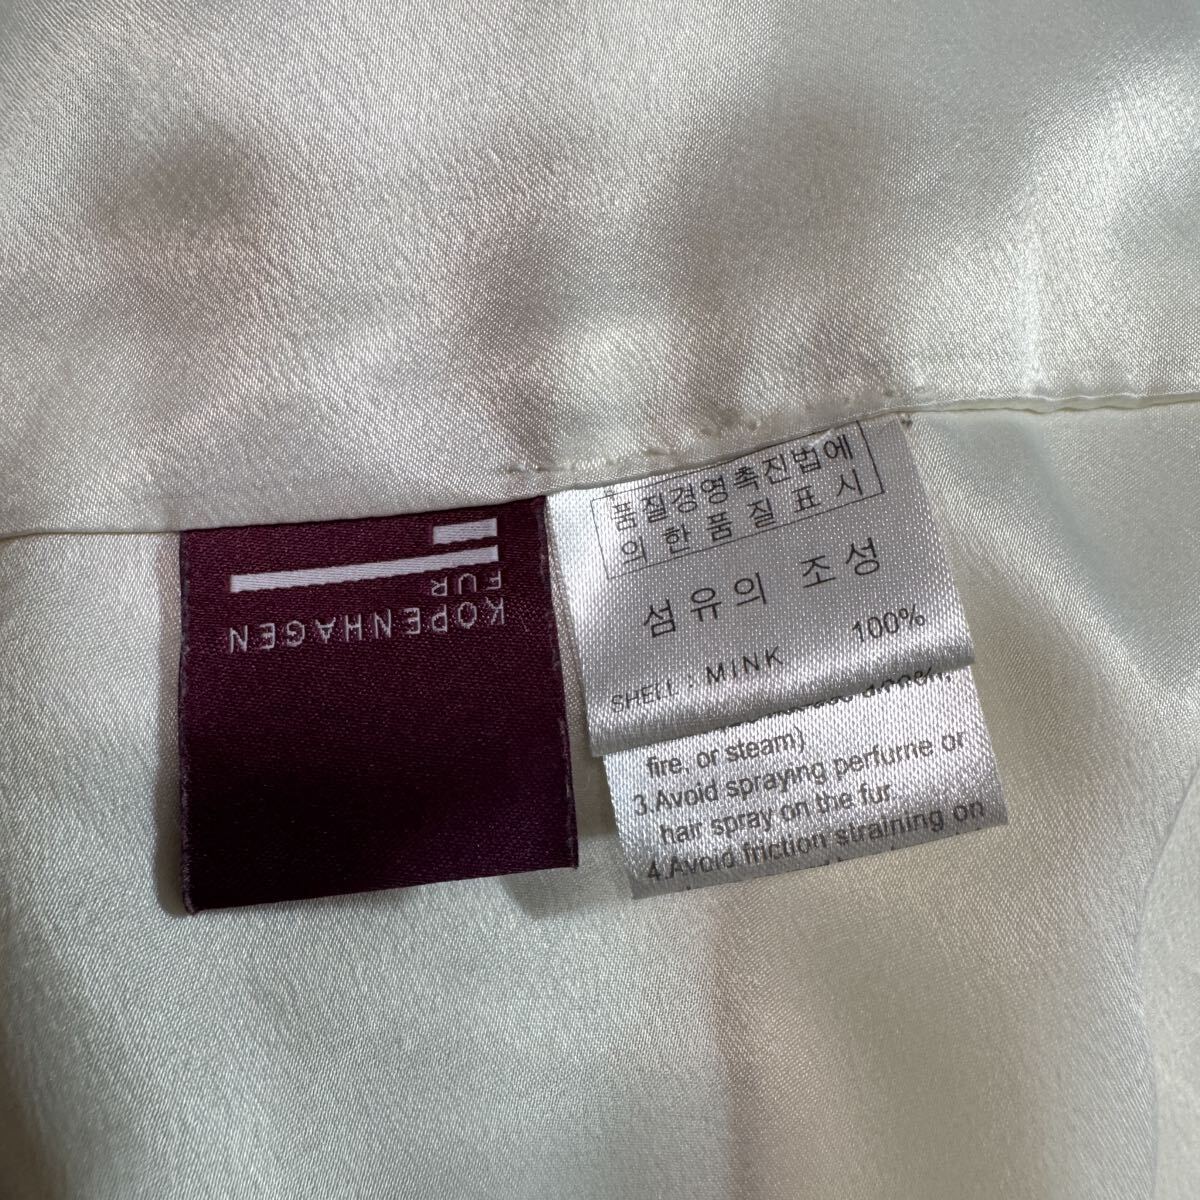 KOPENHAGEN
FUR
품질경영촉진법에
의한품질표시
섬유의 조성
SHELL : MINK 100%
fire, or steam)
3.Avoid spraying perfume or
hair spray on the fur.
4.Avoid friction straining on